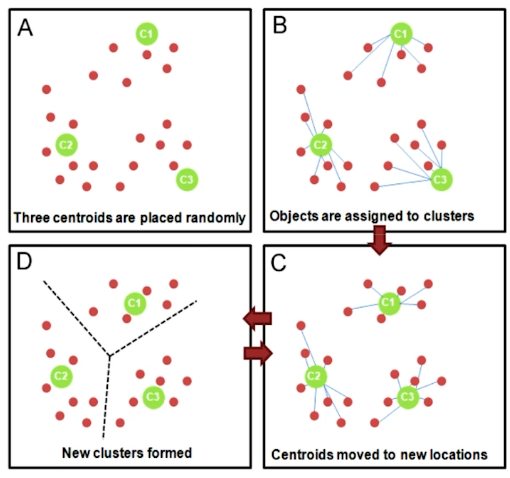 A
C1
C2
C3
Three centroids are placed randomly
B
C1
C2
C3
Objects are assigned to clusters
D
C1
C2
C3
New clusters formed
C
C1
C2
C3
Centroids moved to new locations